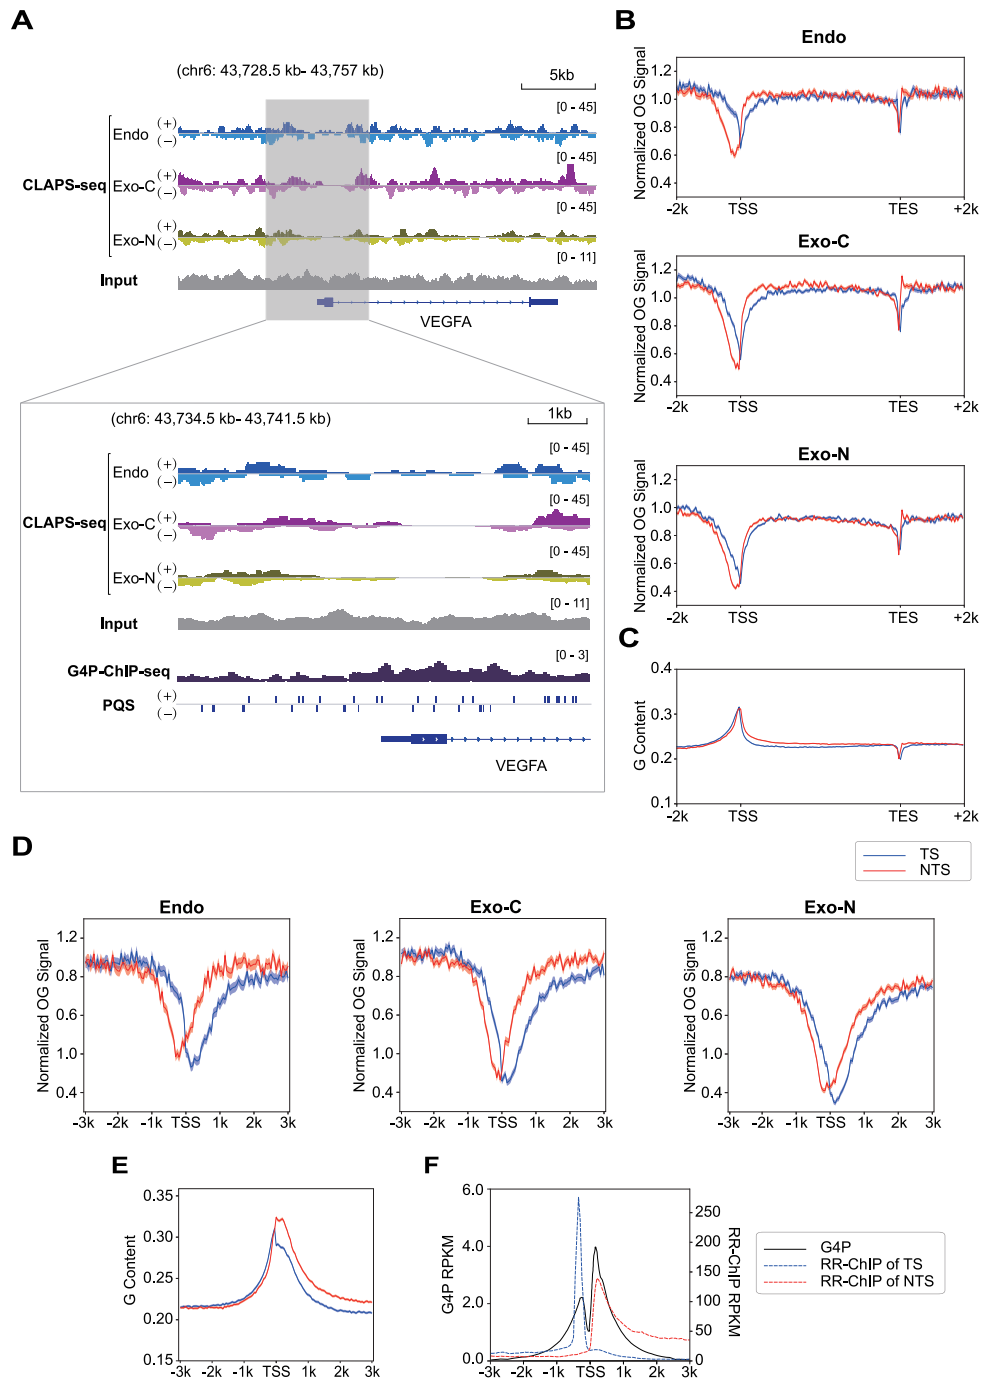 A
(chr6: 43,728.5 kb- 43,757 kb)
5kb
[0 - 45]
Endo (+)
(−)
[0 - 45]
CLAPS-seq Exo-C (+)
(−)
[0 - 45]
Exo-N (+)
(−)
[0 - 11]
Input
VEGFA
(chr6: 43,734.5 kb- 43,741.5 kb)
1kb
[0 - 45]
Endo (+)
(−)
[0 - 45]
CLAPS-seq Exo-C (+)
(−)
[0 - 45]
Exo-N (+)
(−)
[0 - 11]
Input
[0 - 3]
G4P-ChIP-seq
PQS (+)
(−)
VEGFA
B
Endo
Normalized OG Signal
1.2
1.0
0.8
0.6
0.4
-2k TSS TES +2k
Exo-C
Normalized OG Signal
1.2
1.0
0.8
0.6
0.4
-2k TSS TES +2k
Exo-N
Normalized OG Signal
1.2
1.0
0.8
0.6
0.4
-2k TSS TES +2k
C
G Content
0.4
0.3
0.2
0.1
-2k TSS TES +2k
TS
NTS
D
Endo
Normalized OG Signal
1.2
0.8
0.6
1.0
0.4
-3k -2k -1k TSS 1k 2k 3k
Exo-C
Normalized OG Signal
1.2
0.8
0.6
1.0
0.4
-3k -2k -1k TSS 1k 2k 3k
Exo-N
Normalized OG Signal
1.2
0.8
0.6
1.0
0.4
-3k -2k -1k TSS 1k 2k 3k
E
G Content
0.35
0.30
0.25
0.20
0.15
-3k -2k -1k TSS 1k 2k 3k
F
G4P RPKM
6.0
4.0
2.0
0.0
-3k -2k -1k TSS 1k 2k 3k
250
200
150
100
50
0
RR-ChIP RPKM
G4P
RR-ChIP of TS
RR-ChIP of NTS